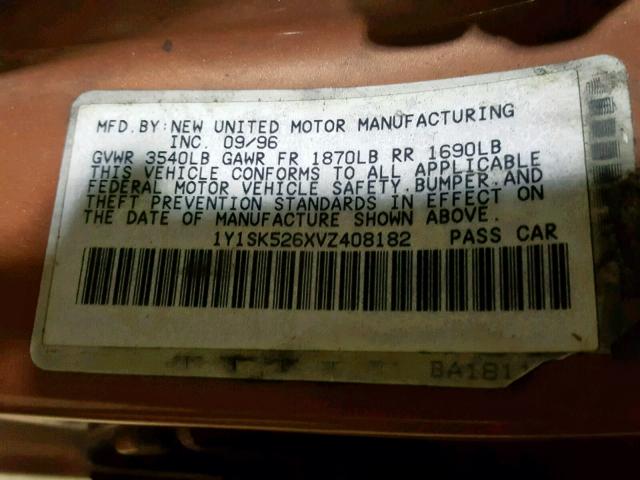 MFD. BY: NEW UNITED MOTOR MANUFACTURING
INC. 09/96
GVWR 3540LB GAWR FR 1870LB RR 1690LB
THIS VEHICLE CONFORMS TO ALL APPLICABLE
FEDERAL MOTOR VEHICLE SAFETY, BUMPER, AND
THEFT PREVENTION STANDARDS IN EFFECT ON
THE DATE OF MANUFACTURE SHOWN ABOVE.
1Y1SK526XVZ408182 PASS CAR